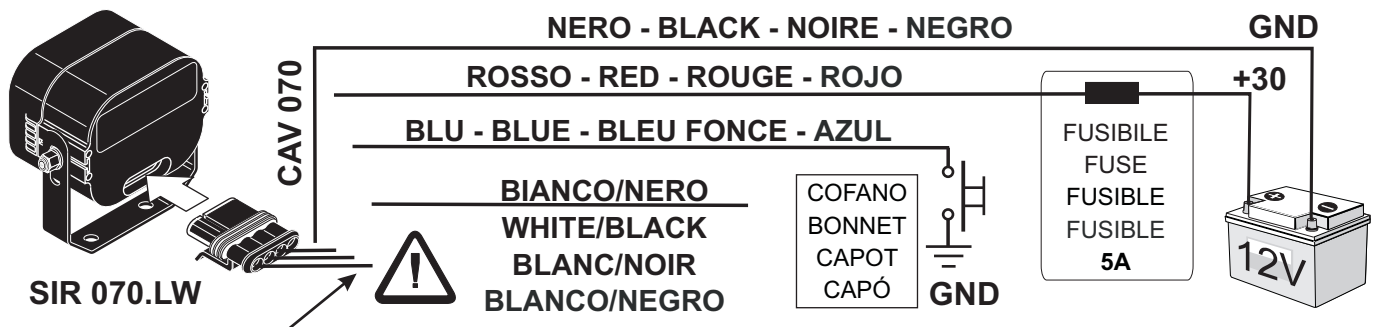 NERO - BLACK - NOIRE - NEGRO
GND
CAV 070
ROSSO - RED - ROUGE - ROJO
+30
BLU - BLUE - BLEU FONCE - AZUL
FUSIBILE
FUSE
FUSIBLE
FUSIBLE
5A
BIANCO/NERO
WHITE/BLACK
BLANC/NOIR
BLANCO/NEGRO
!
COFANO
BONNET
CAPOT
CAPÓ
GND
+
-
12V
SIR 070.LW